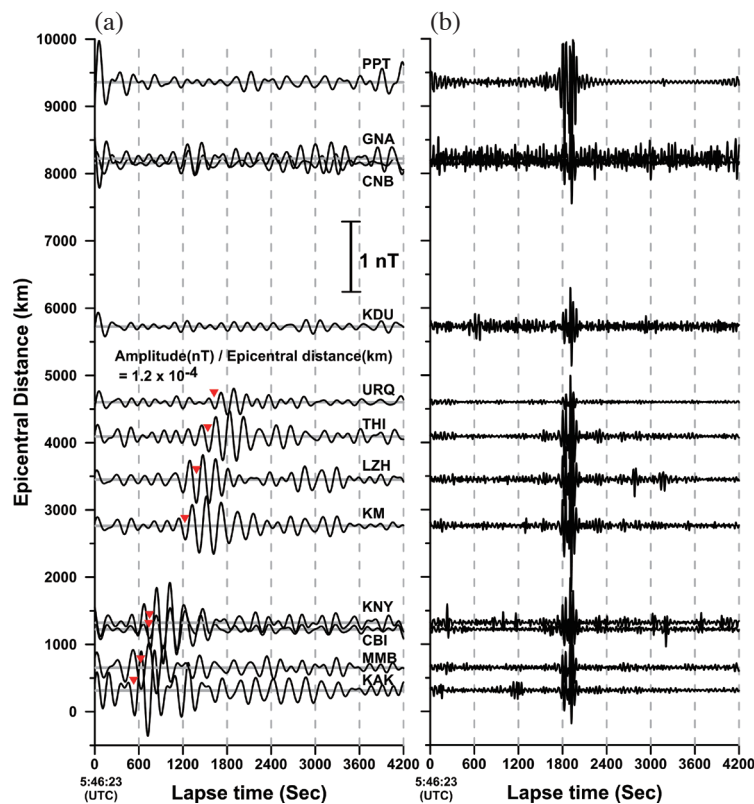 (a)
(b)
Epicentral Distance (km)
10000
9000
8000
7000
6000
5000
4000
3000
2000
1000
0
PPT
GNA
CNB
1 nT
KDU
Amplitude(nT) / Epicentral distance(km)
= 1.2 x 10-4
URQ
THI
LZH
KM
KNY
CBI
MMB
KAK
0 600 1200 1800 2400 3000 3600 4200
5:46:23
(UTC)
Lapse time (Sec)
0 600 1200 1800 2400 3000 3600 4200
5:46:23
(UTC)
Lapse time (Sec)